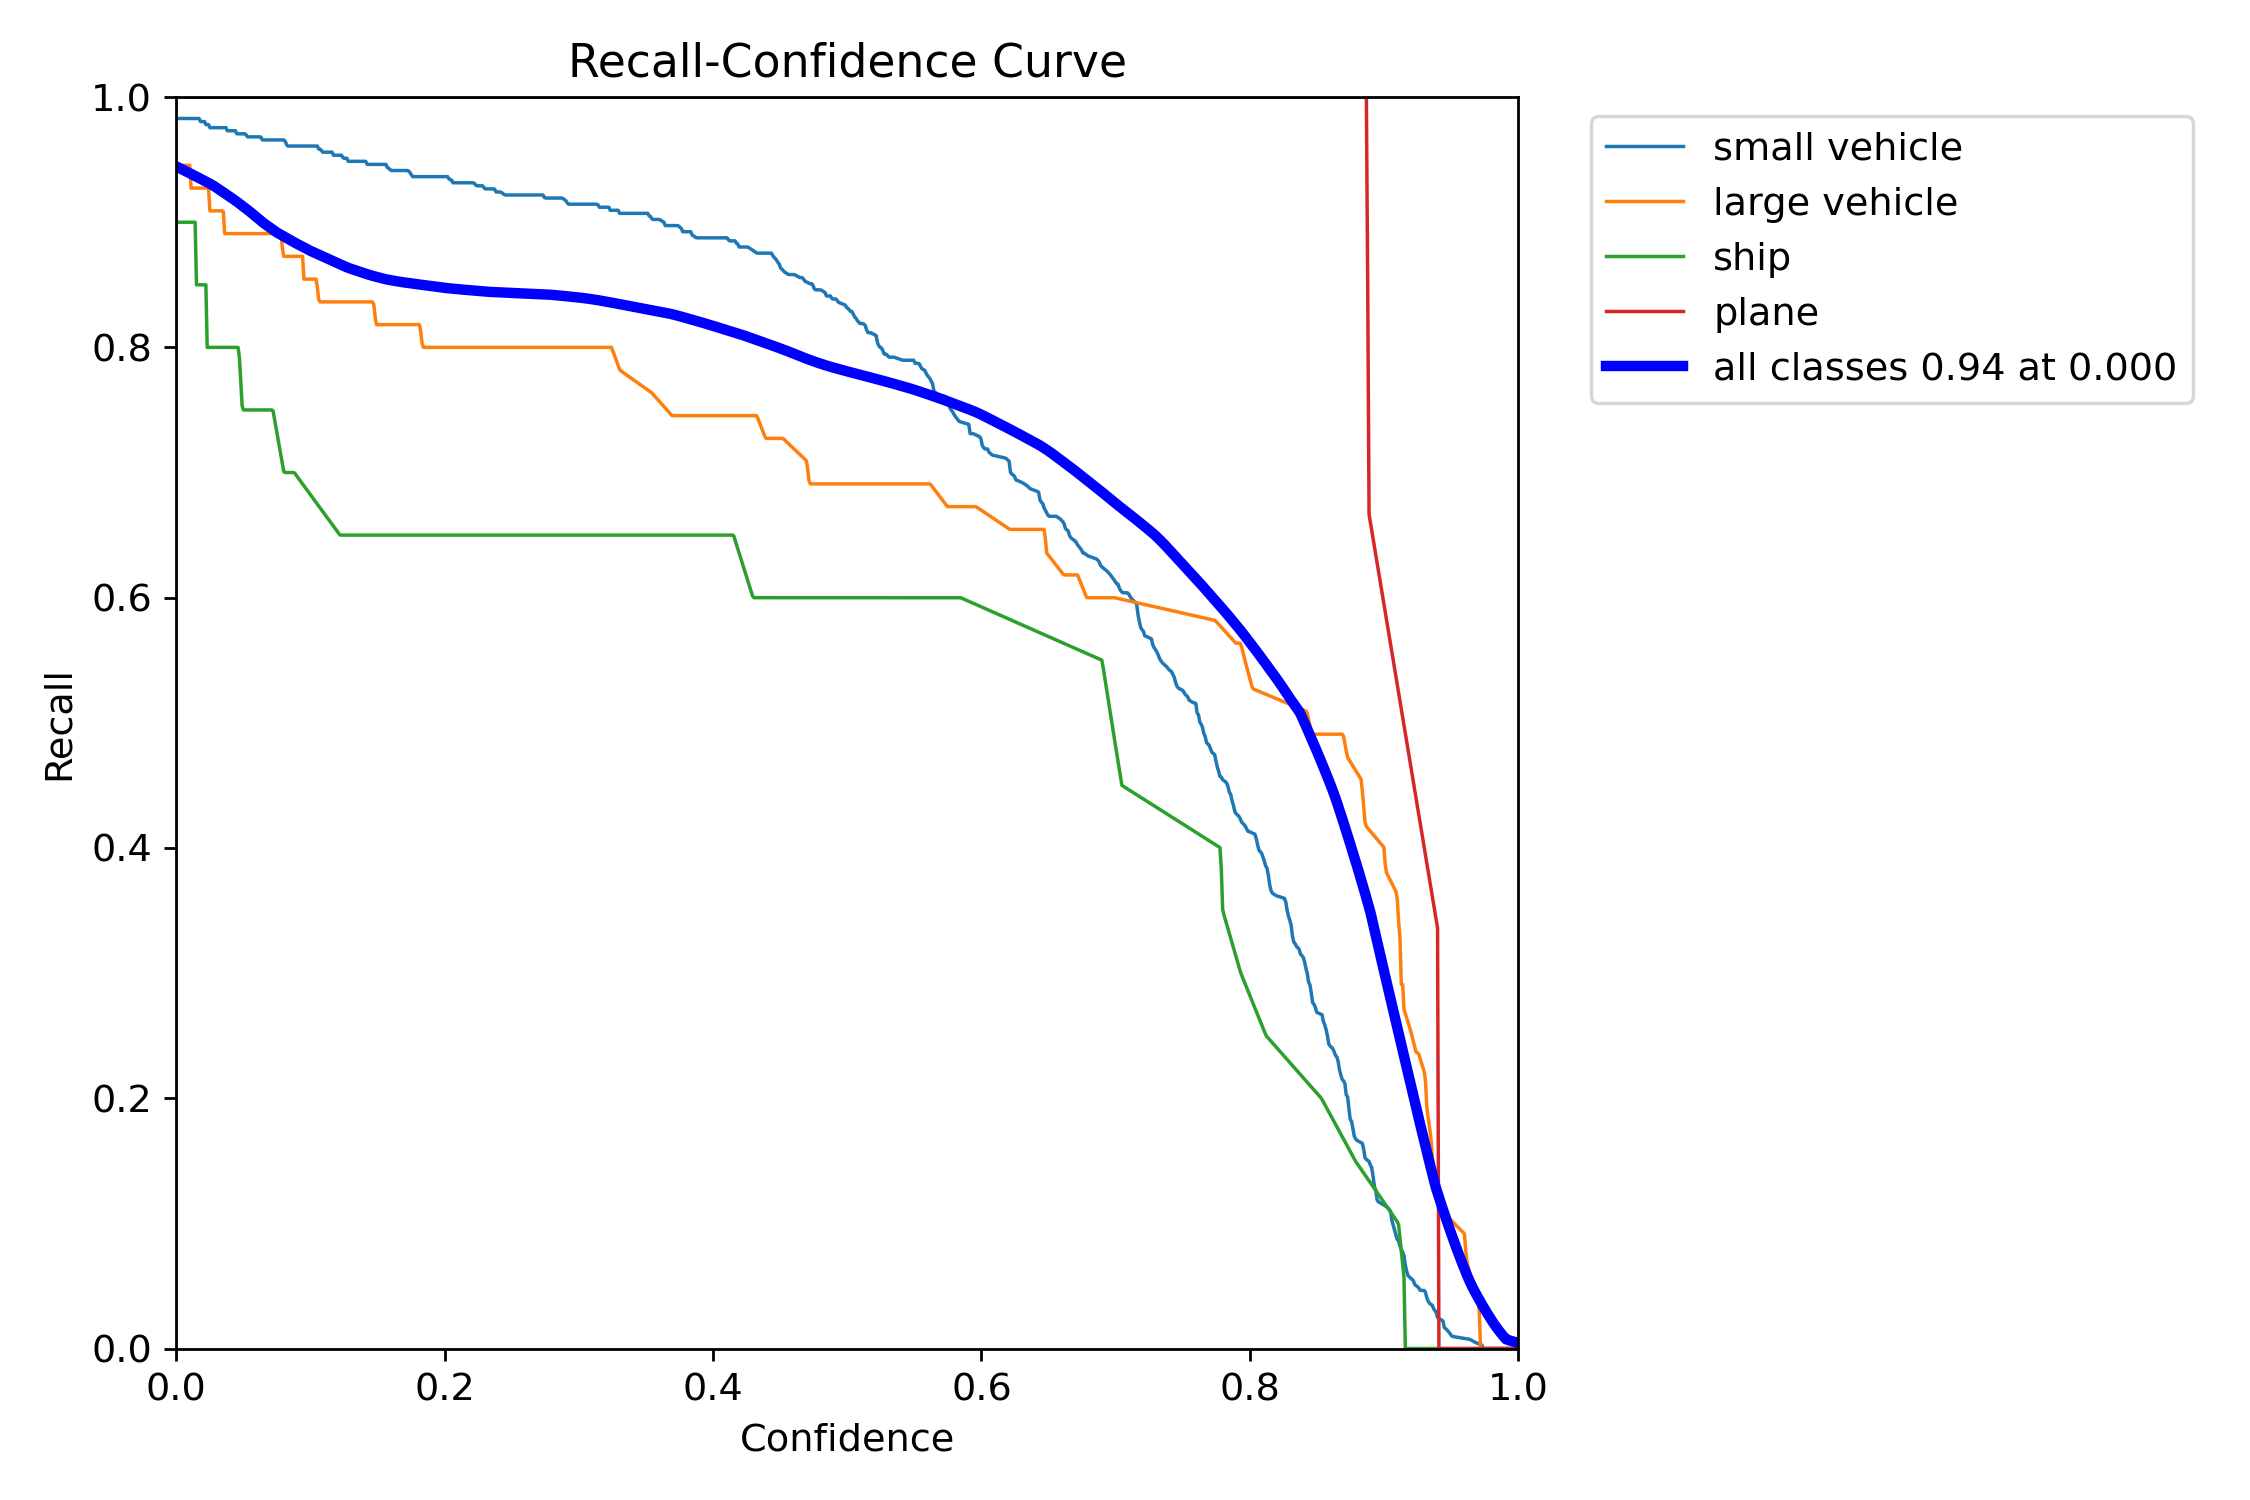 Recall-Confidence Curve
1.0
0.8
0.6
0.4
0.2
0.0
Recall
0.0 0.2 0.4 0.6 0.8 1.0
Confidence
small vehicle
large vehicle
ship
plane
all classes 0.94 at 0.000